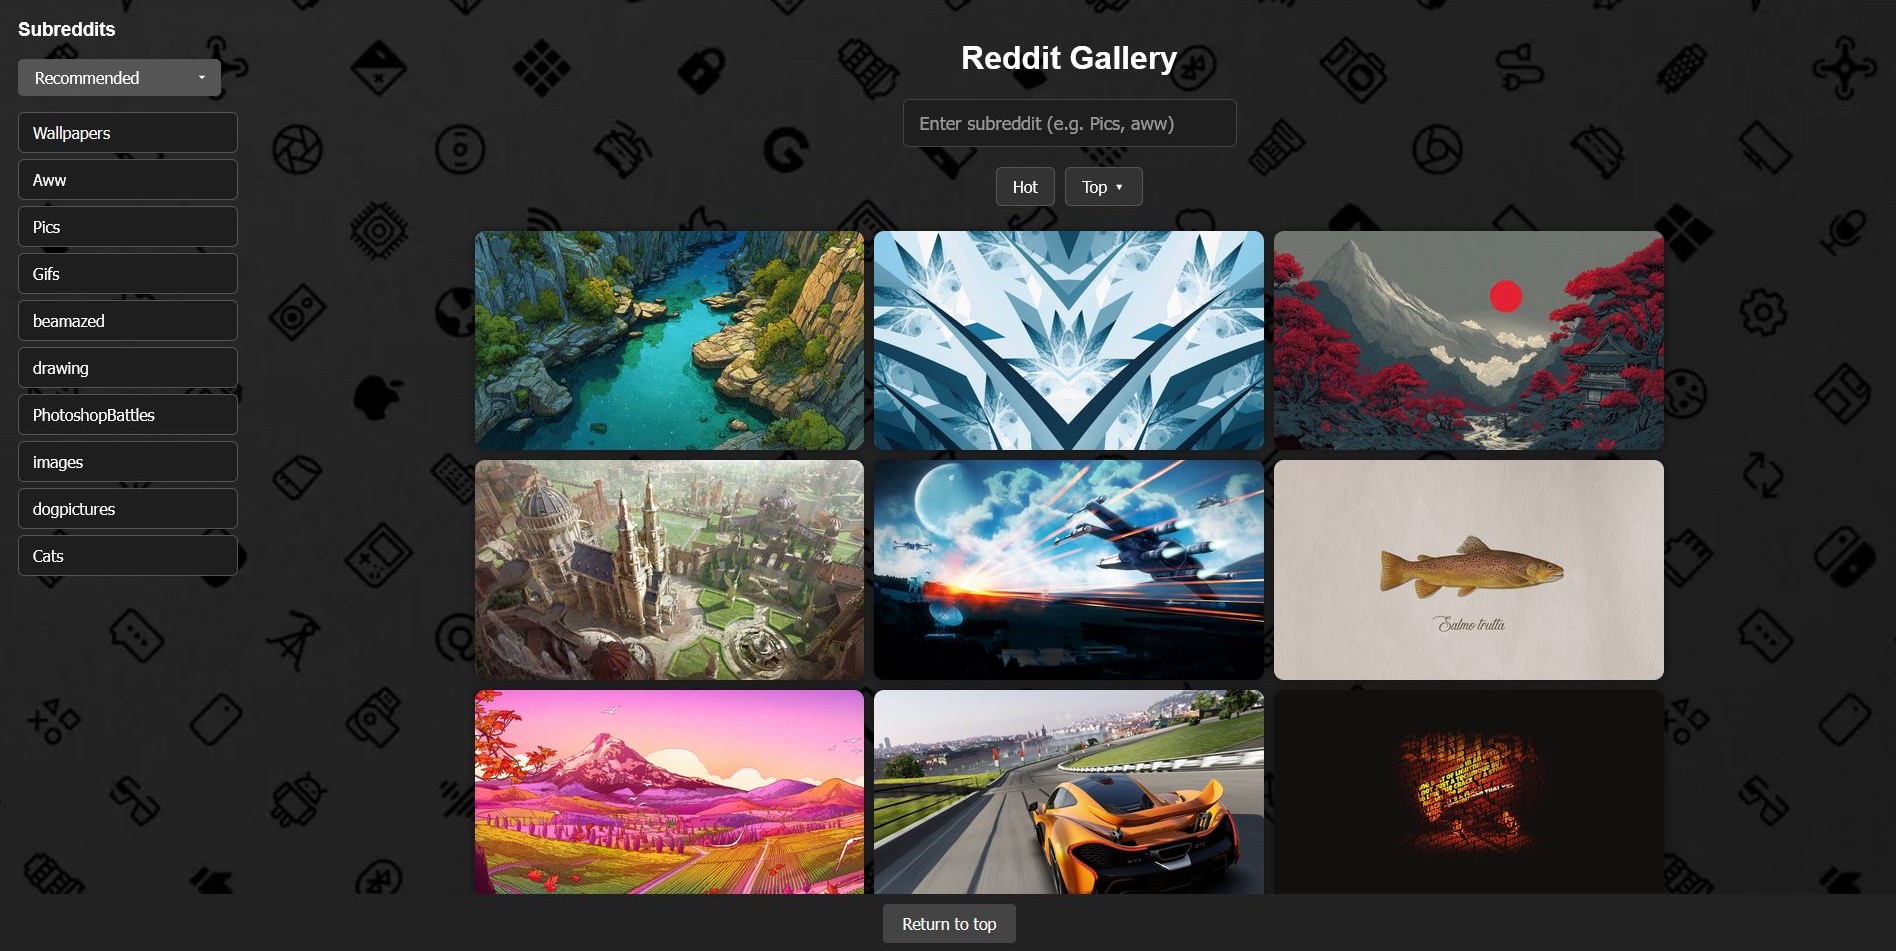 Subreddits
Recommended
Wallpapers
Aww
Pics
Gifs
beamazed
drawing
PhotoshopBattles
images
dogpictures
Cats
Reddit Gallery
Enter subreddit (e.g. Pics, aww)
Hot
Top
Salmo trutta
Return to top